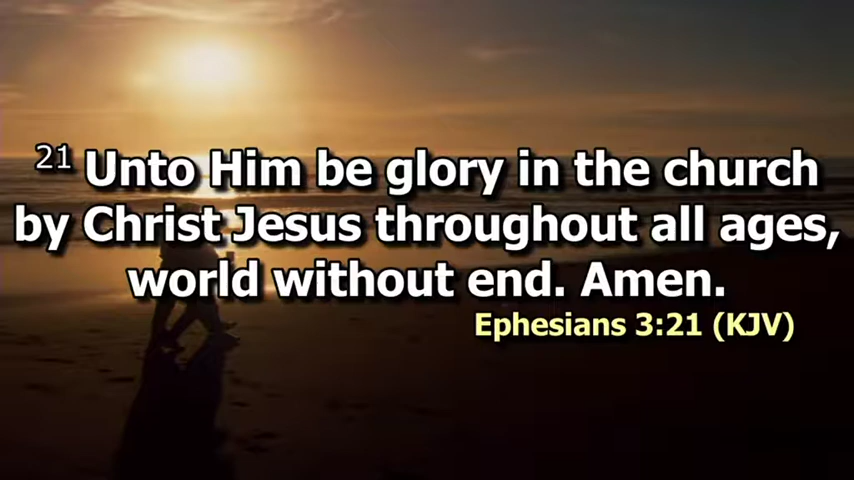 21 Unto Him be glory in the church
by Christ Jesus throughout all ages,
world without end. Amen.
Ephesians 3:21 (KJV)